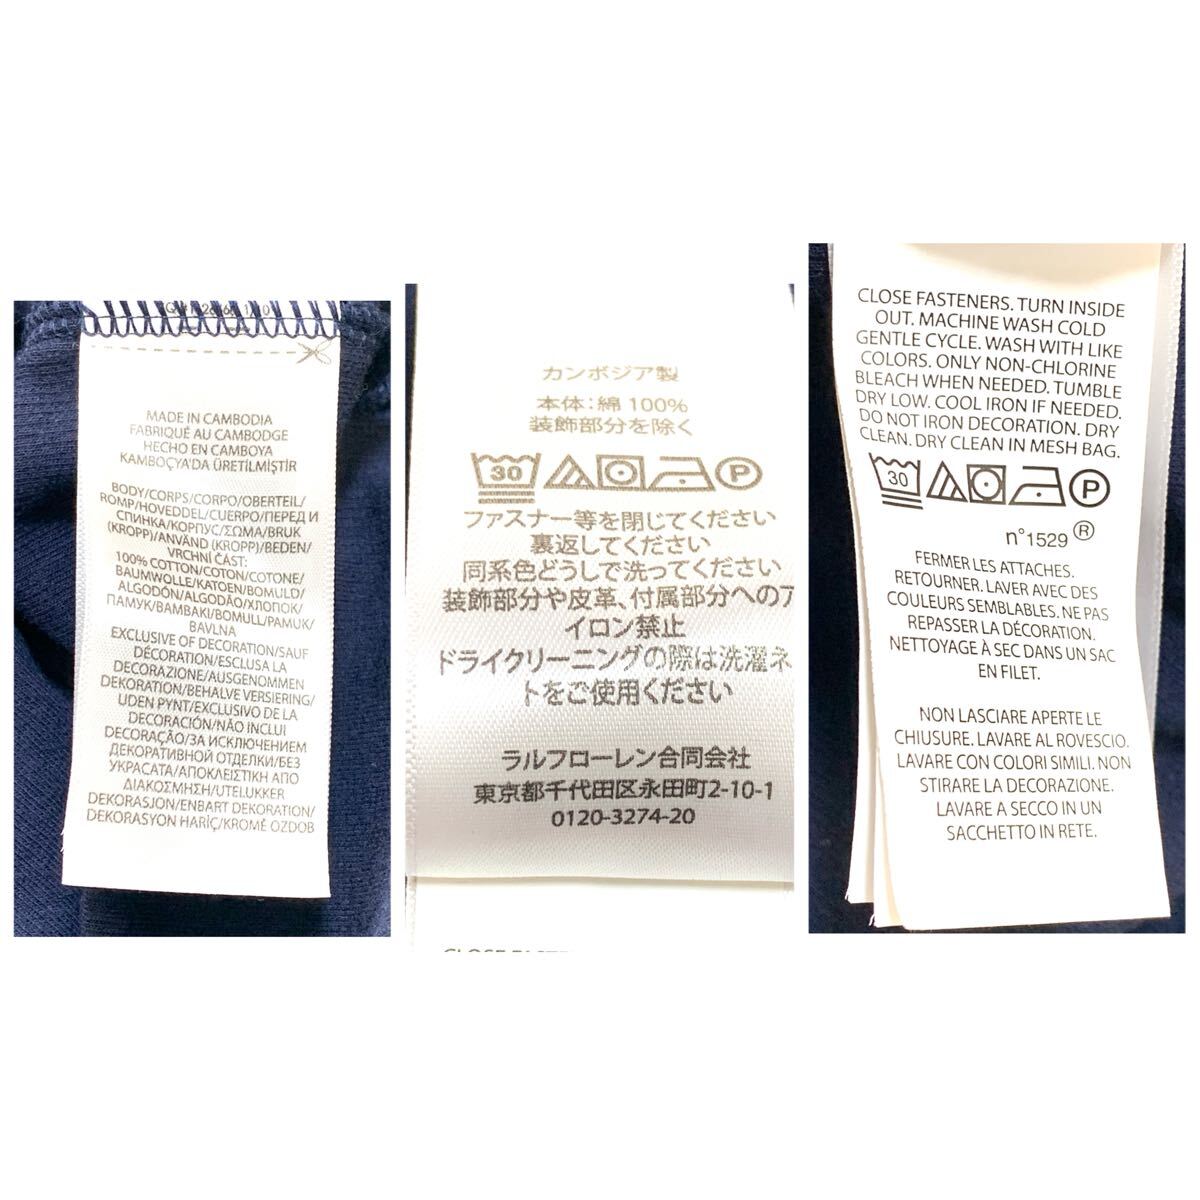 MADE IN CAMBODIA
FABRIQUÉ AU CAMBODGE
HECHO EN CAMBOYA
KAMBOÇYA'DA ÜRETİLMİŞTİR
BODY/CORPS/CORPO/OBERTEIL/
ROMP/HOVEDDEL/CUERPO/ПЕРЕД И
СПИНКА/КОРПУС/ΣΩΜΑ/BRUK
(KROPP)/ANVÄND (KROPP)/BEDEN/
VRCHNÍ ČÁST:
100% COTTON/COTON/COTONE/
BAUMWOLLE/KATOEN/BOMULD/
ALGODÓN/ALGODÃO/ХЛОПОК/
ПАМУК/BAMBAKI/BOMULL/PAMUK/
BAVLNA
EXCLUSIVE OF DECORATION/SAUF
DÉCORATION/ESCLUSA LA
DECORAZIONE/AUSGENOMMEN
DEKORATION/BEHALVE VERSIERING/
UDEN PYNT/EXCLUSIVO DE LA
DECORACIÓN/NÃO INCLUI
DECORAÇÃO/ЗА ИСКЛЮЧЕНИЕМ
ДЕКОРАТИВНОЙ ОТДЕЛКИ/БЕЗ
УКРАСАТА/ΑΠΟΚΛΕΙΣΤΙΚΗ ΑΠΟ
ΔΙΑΚΟΣΜΗΣΗ/UTELUKKER
DEKORASJON/ENBART DEKORATION/
DEKORASYON HARİÇ/KROMĚ OZDOB
カンボジア製
本体：綿 100%
装飾部分を除く
30 P
ファスナー等を閉じてください
裏返してください
同系色どうしで洗ってください
装飾部分や皮革、付属部分へのア
イロン禁止
ドライクリーニングの際は洗濯ネ
トをご使用ください
ラルフローレン合同会社
東京都千代田区永田町2-10-1
0120-3274-20
CLOSE FASTENERS. TURN INSIDE
OUT. MACHINE WASH COLD
GENTLE CYCLE. WASH WITH LIKE
COLORS. ONLY NON-CHLORINE
BLEACH WHEN NEEDED. TUMBLE
DRY LOW. COOL IRON IF NEEDED.
DO NOT IRON DECORATION. DRY
CLEAN. DRY CLEAN IN MESH BAG.
30 P
n°1529 ®
FERMER LES ATTACHES.
RETOURNER. LAVER AVEC DES
COULEURS SEMBLABLES. NE PAS
REPASSER LA DÉCORATION.
NETTOYAGE À SEC DANS UN SAC
EN FILET.
NON LASCIARE APERTE LE
CHIUSURE. LAVARE AL ROVESCIO.
LAVARE CON COLORI SIMILI. NON
STIRARE LA DECORAZIONE.
LAVARE A SECCO IN UN
SACCHETTO IN RETE.